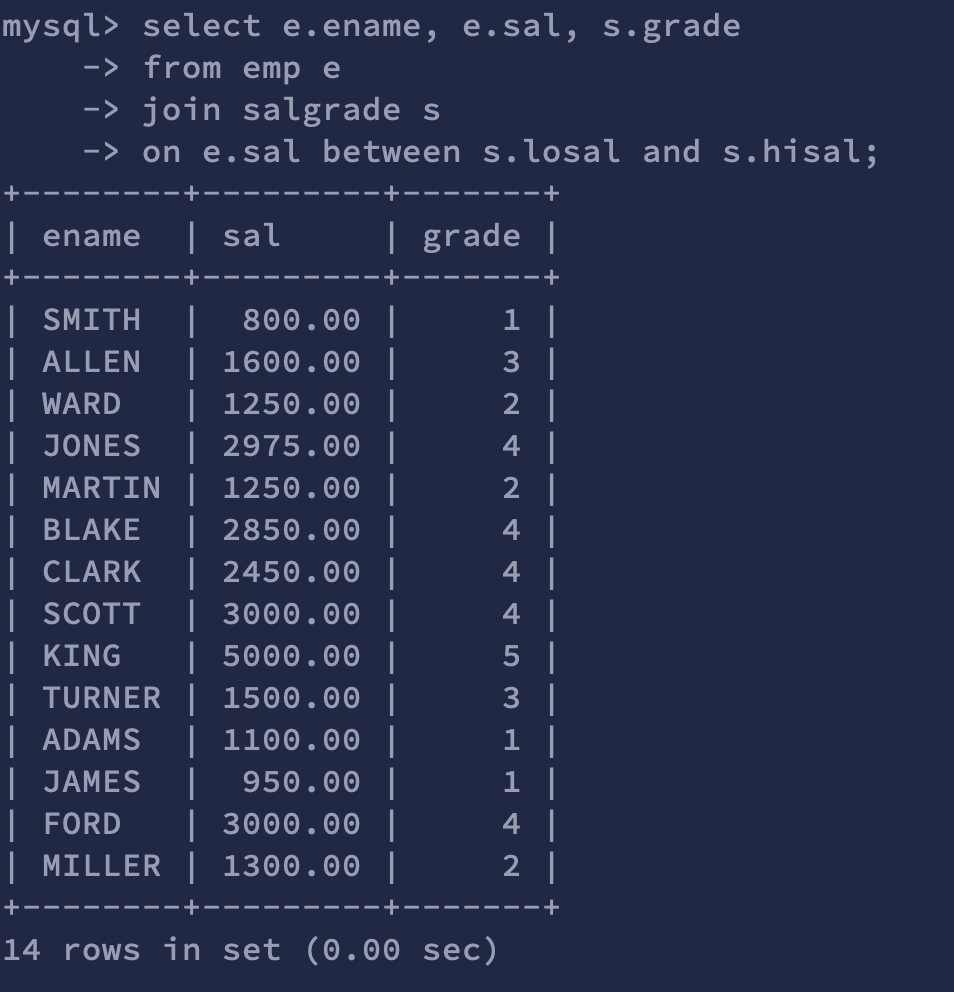 mysql> select e.ename, e.sal, s.grade
    -> from emp e
    -> join salgrade s
    -> on e.sal between s.losal and s.hisal;
+--------+---------+-------+
| ename  | sal     | grade |
+--------+---------+-------+
| SMITH  |  800.00 |     1 |
| ALLEN  | 1600.00 |     3 |
| WARD   | 1250.00 |     2 |
| JONES  | 2975.00 |     4 |
| MARTIN | 1250.00 |     2 |
| BLAKE  | 2850.00 |     4 |
| CLARK  | 2450.00 |     4 |
| SCOTT  | 3000.00 |     4 |
| KING   | 5000.00 |     5 |
| TURNER | 1500.00 |     3 |
| ADAMS  | 1100.00 |     1 |
| JAMES  |  950.00 |     1 |
| FORD   | 3000.00 |     4 |
| MILLER | 1300.00 |     2 |
+--------+---------+-------+
14 rows in set (0.00 sec)